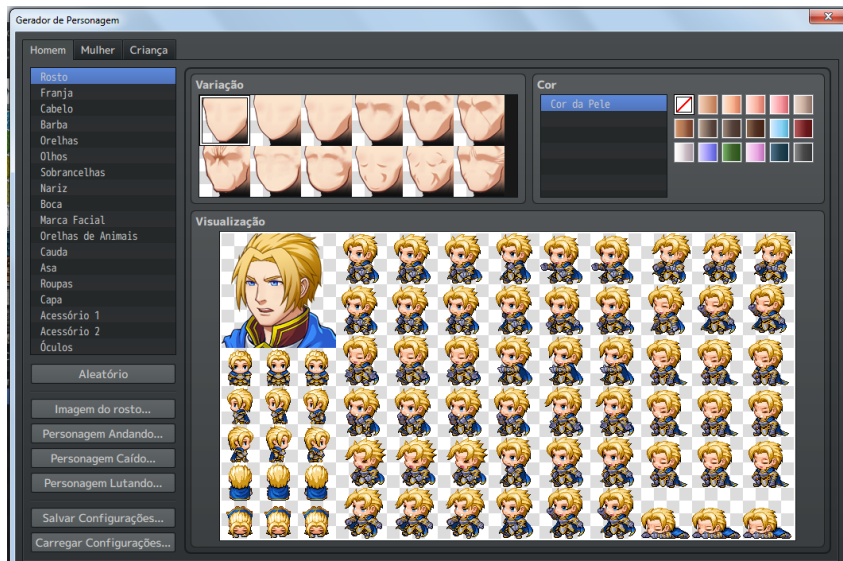 Gerador de Personagem
Homem Mulher Criança
Rosto
Franja
Cabelo
Barba
Orelhas
Olhos
Sobrancelhas
Nariz
Boca
Marca Facial
Orelhas de Animais
Cauda
Asa
Roupas
Capa
Acessório 1
Acessório 2
Óculos
Aleatório
Imagem do rosto...
Personagem Andando...
Personagem Caído...
Personagem Lutando...
Salvar Configurações...
Carregar Configurações...
Variação
Cor
Cor da Pele
Visualização